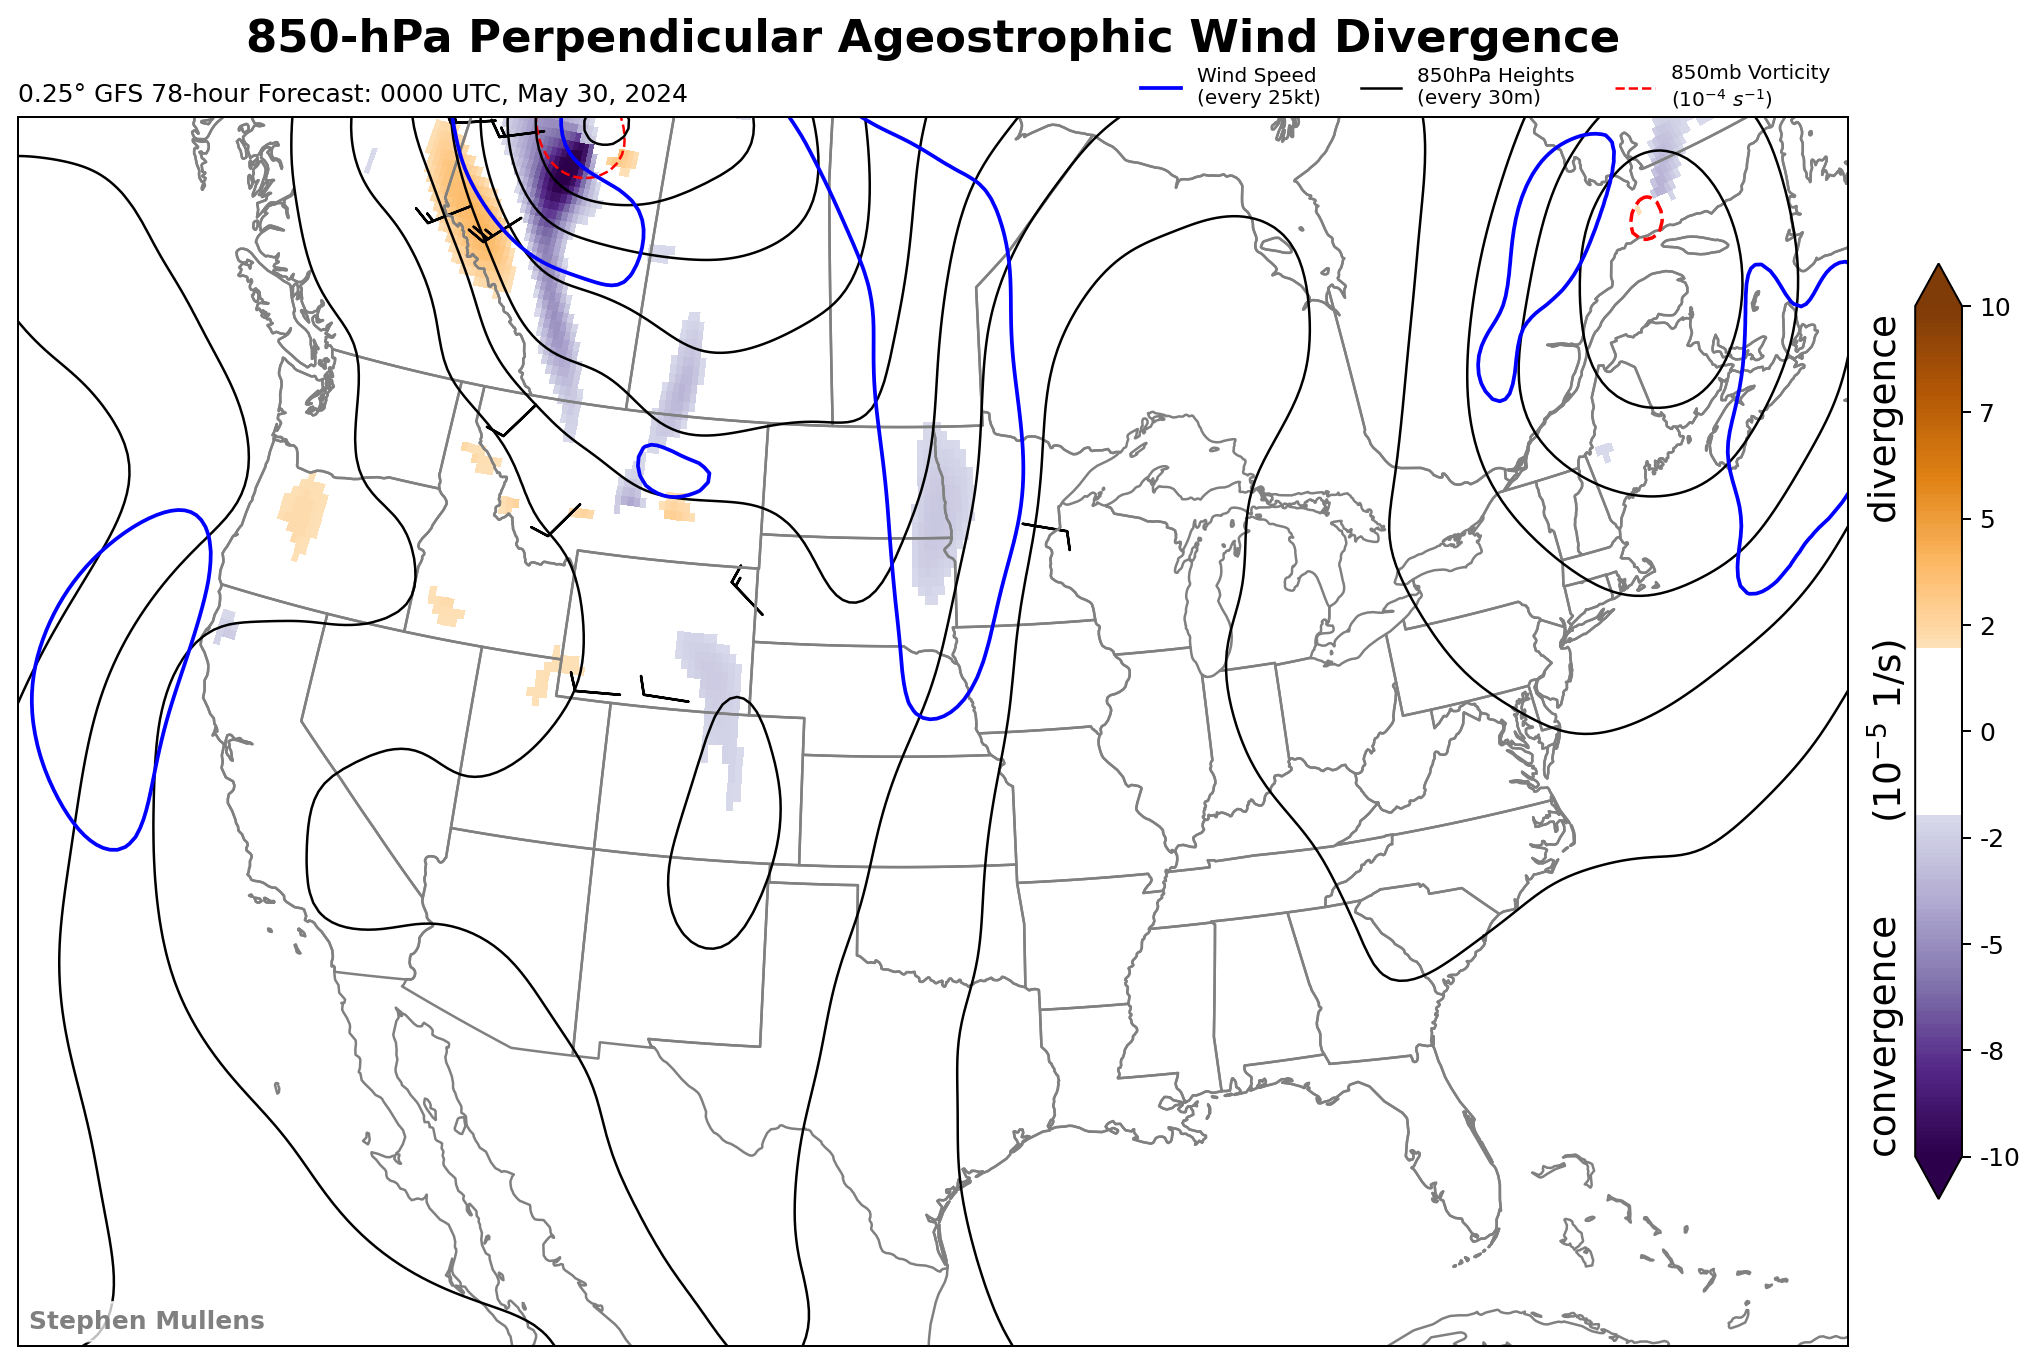 850-hPa Perpendicular Ageostrophic Wind Divergence
0.25° GFS 78-hour Forecast: 0000 UTC, May 30, 2024
Wind Speed
(every 25kt)
850hPa Heights
(every 30m)
850mb Vorticity
(10⁻⁴ s⁻¹)
10
7
5
2
0
-2
-5
-8
-10
convergence (10⁻⁵ 1/s) divergence
Stephen Mullens